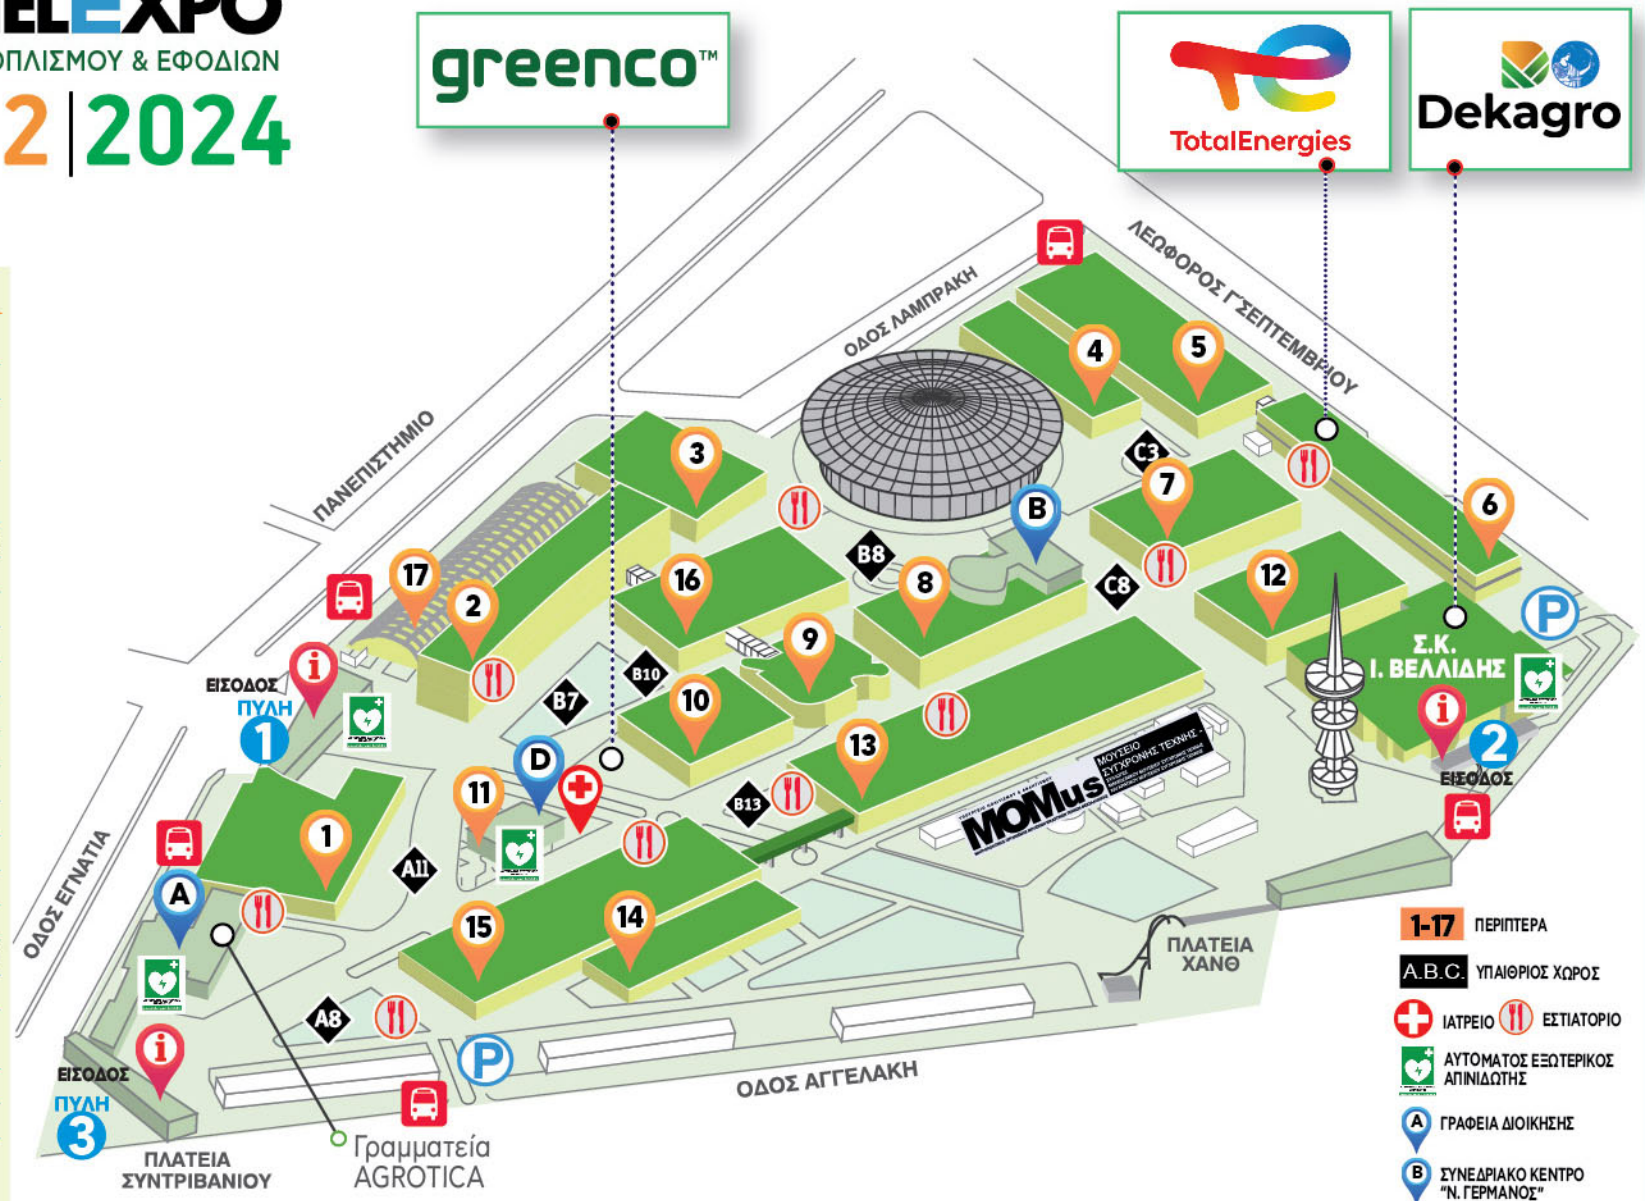 ELEXPO
ΟΠΛΙΣΜΟΥ & ΕΦΟΔΙΩΝ
2 | 2024
greenco™
TotalEnergies
Dekagro
ΛΕΩΦΟΡΟΣ Γ΄ΣΕΠΤΕΜΒΡΙΟΥ
ΟΔΟΣ ΛΑΜΠΡΑΚΗ
ΠΑΝΕΠΙΣΤΗΜΙΟ
4
5
3
C3
7
6
B
B8
17
2
16
8
C8
12
P
9
Σ.Κ.
Ι. ΒΕΛΛΙΔΗΣ
i
ΕΙΣΟΔΟΣ
ΠΥΛΗ
1
B7
B10
10
i
2
ΕΙΣΟΔΟΣ
13
ΜΟΥΣΕΙΟ
ΣΥΓΧΡΟΝΗΣ ΤΕΧΝΗΣ -
MOMus
D
11
B13
1
A11
ΟΔΟΣ ΕΓΝΑΤΙΑ
A
15
14
ΠΛΑΤΕΙΑ
ΧΑΝΘ
A8
i
ΕΙΣΟΔΟΣ
ΠΥΛΗ
3
P
ΟΔΟΣ ΑΓΓΕΛΑΚΗ
ΠΛΑΤΕΙΑ
ΣΥΝΤΡΙΒΑΝΙΟΥ
Γραμματεία
AGROTICA
1-17 ΠΕΡΙΠΤΕΡΑ
A.B.C. ΥΠΑΙΘΡΙΟΣ ΧΩΡΟΣ
ΙΑΤΡΕΙΟ ΕΣΤΙΑΤΟΡΙΟ
ΑΥΤΟΜΑΤΟΣ ΕΞΩΤΕΡΙΚΟΣ
ΑΠΙΝΙΔΩΤΗΣ
A ΓΡΑΦΕΙΑ ΔΙΟΙΚΗΣΗΣ
B ΣΥΝΕΔΡΙΑΚΟ ΚΕΝΤΡΟ
"Ν. ΓΕΡΜΑΝΟΣ"